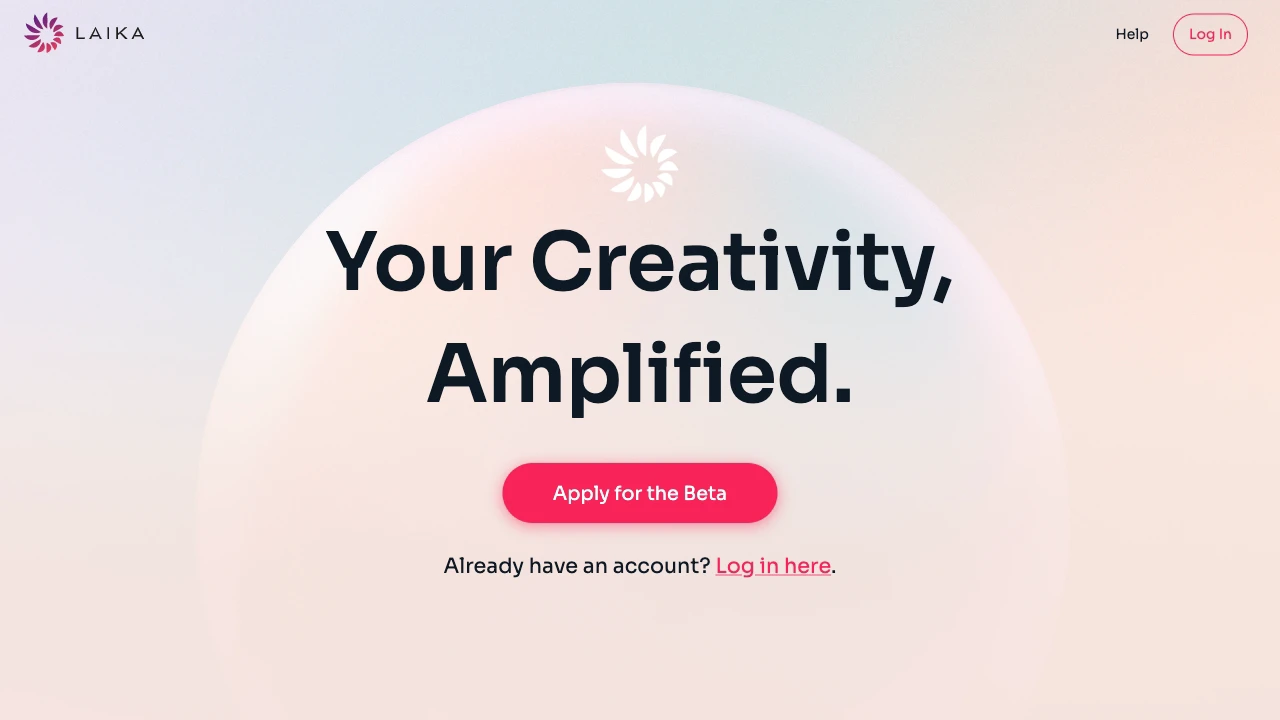 LAIKA
Help
Log In
Your Creativity,
Amplified.
Apply for the Beta
Already have an account? Log in here.